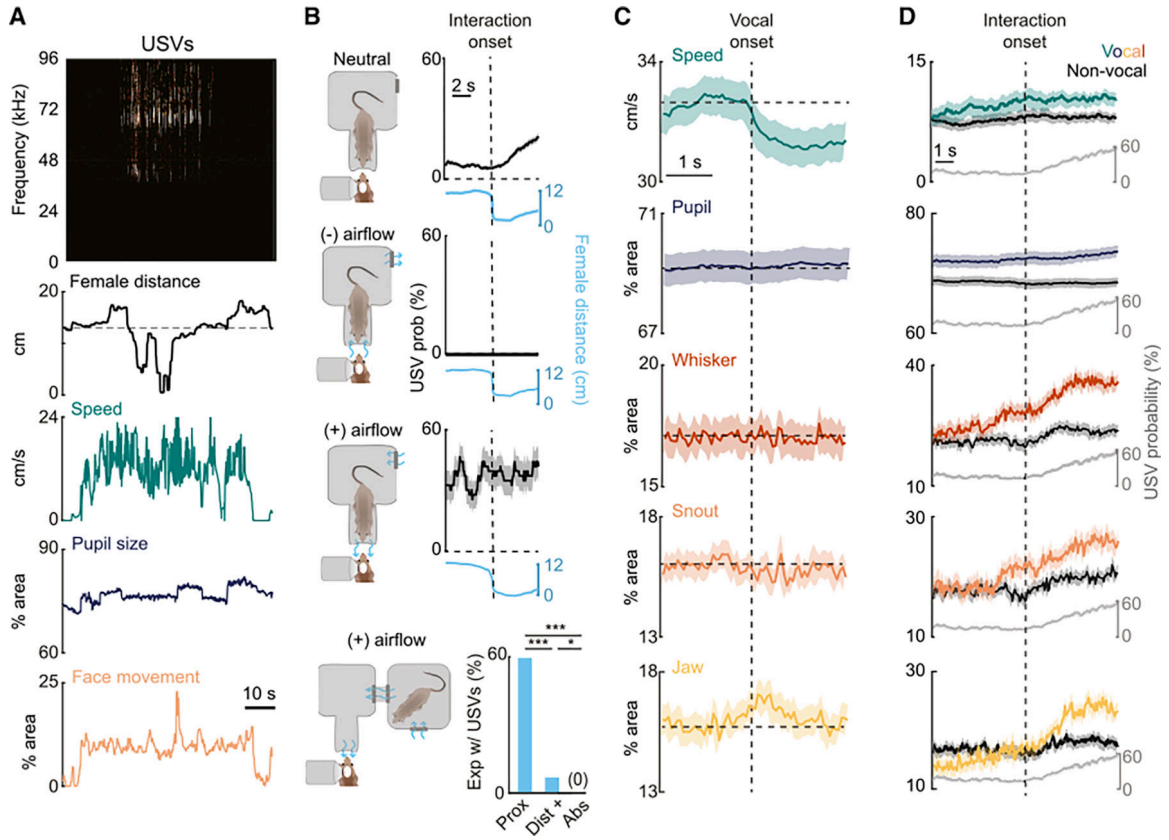 A
USVs
Frequency (kHz)
96
72
48
24
0
Female distance
20
cm
0
Speed
24
cm/s
0
Pupil size
90
% area
60
Face movement
25
10 s
% area
0
B
Interaction
onset
Neutral
60
2 s
0
12
0
(-) airflow
60
USV prob (%)
0
12
0
Female distance (cm)
(+) airflow
60
0
12
0
(+) airflow
***
***
*
60
Exp w/ USVs (%)
(0)
0
Prox
Dist +
Abs
C
Vocal
onset
Speed
34
cm/s
30
1 s
Pupil
71
% area
67
Whisker
20
% area
15
Snout
18
% area
13
Jaw
18
% area
13
D
Interaction
onset
Vocal
Non-vocal
15
1 s
60
0
0
80
60
0
60
40
60
0
10
USV probability (%)
30
60
0
10
30
60
0
10